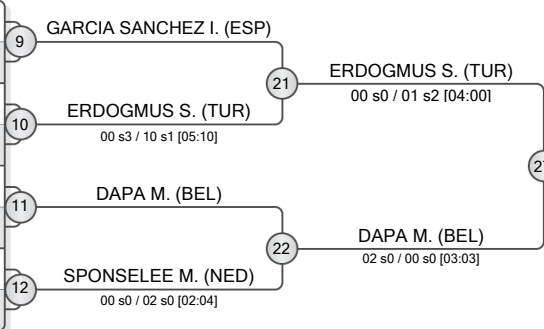 9
GARCIA SANCHEZ I. (ESP)
21
ERDOGMUS S. (TUR)
00 s0 / 01 s2 [04:00]
10
ERDOGMUS S. (TUR)
00 s3 / 10 s1 [05:10]
11
DAPA M. (BEL)
22
DAPA M. (BEL)
02 s0 / 00 s0 [03:03]
12
SPONSELEE M. (NED)
00 s0 / 02 s0 [02:04]